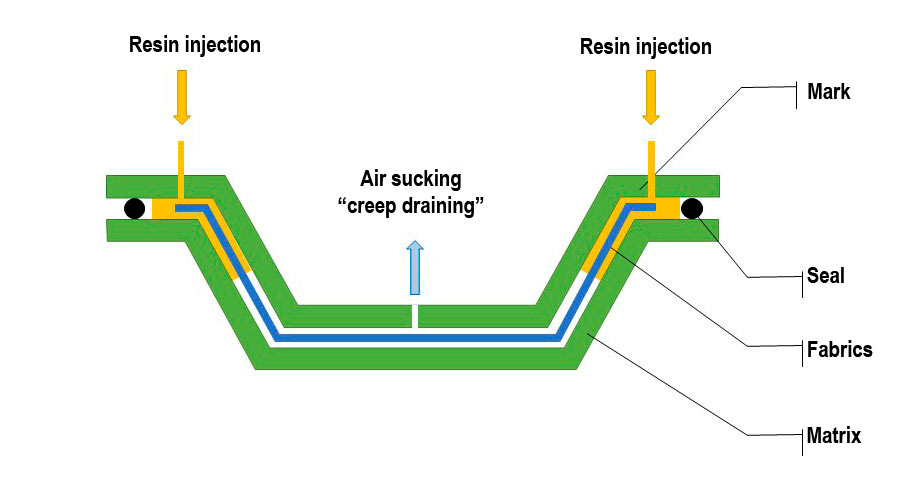 Resin injection
Resin injection
Mark
Air sucking
“creep draining”
Seal
Fabrics
Matrix